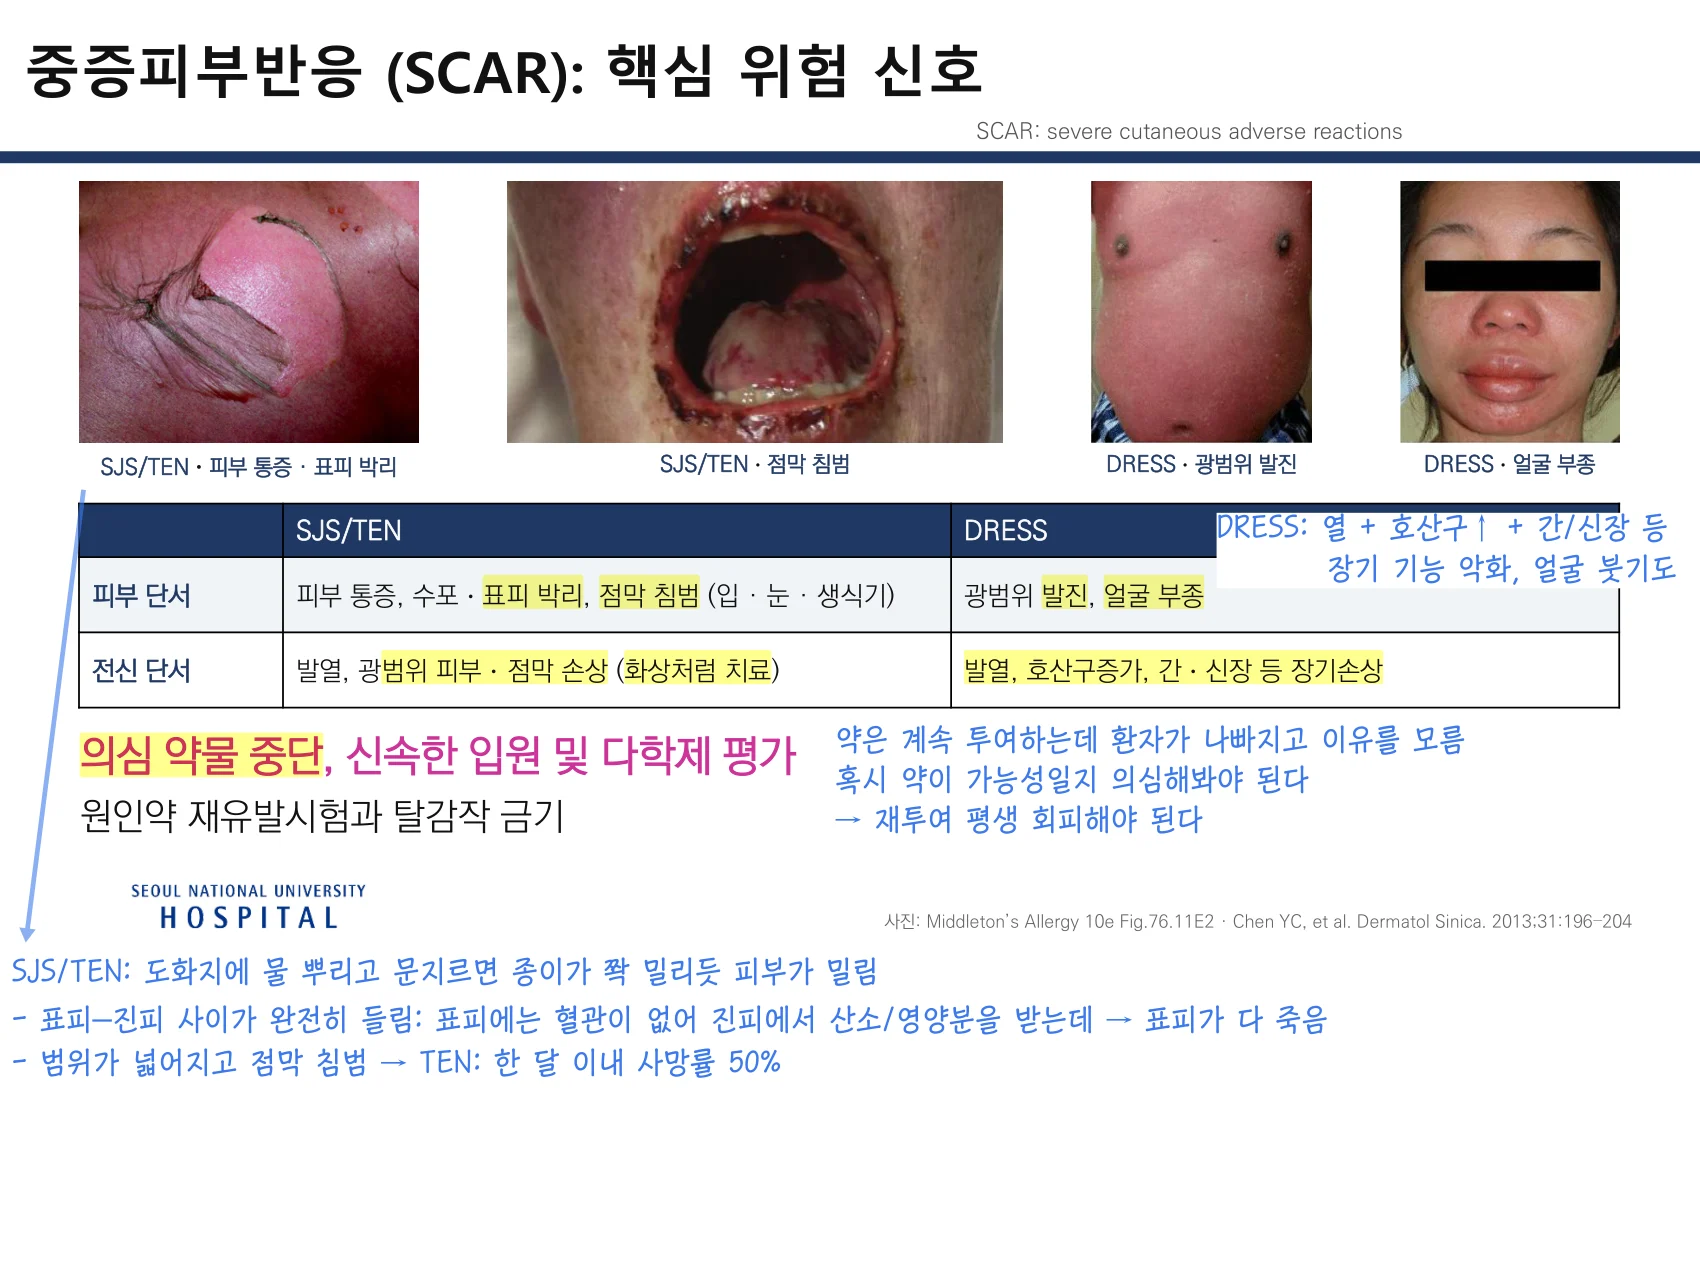 중증피부반응 (SCAR): 핵심 위험 신호
SCAR: severe cutaneous adverse reactions
SJS/TEN · 피부 통증 · 표피 박리
SJS/TEN · 점막 침범
DRESS · 광범위 발진
DRESS · 얼굴 부종
SJS/TEN
DRESS
DRESS: 열 + 호산구↑ + 간/신장 등
장기 기능 악화, 얼굴 붓기도
피부 단서
피부 통증, 수포 · 표피 박리, 점막 침범 (입 · 눈 · 생식기)
광범위 발진, 얼굴 부종
전신 단서
발열, 광범위 피부 · 점막 손상 (화상처럼 치료)
발열, 호산구증가, 간 · 신장 등 장기손상
의심 약물 중단, 신속한 입원 및 다학제 평가
원인약 재유발시험과 탈감작 금기
약은 계속 투여하는데 환자가 나빠지고 이유를 모름
혹시 약이 가능성일지 의심해봐야 된다
→ 재투여 평생 회피해야 된다
SEOUL NATIONAL UNIVERSITY
HOSPITAL
사진: Middleton's Allergy 10e Fig.76.11E2 · Chen YC, et al. Dermatol Sinica. 2013;31:196–204
SJS/TEN: 도화지에 물 뿌리고 문지르면 종이가 쫙 밀리듯 피부가 밀림
- 표피–진피 사이가 완전히 들림: 표피에는 혈관이 없어 진피에서 산소/영양분을 받는데 → 표피가 다 죽음
- 범위가 넓어지고 점막 침범 → TEN: 한 달 이내 사망률 50%